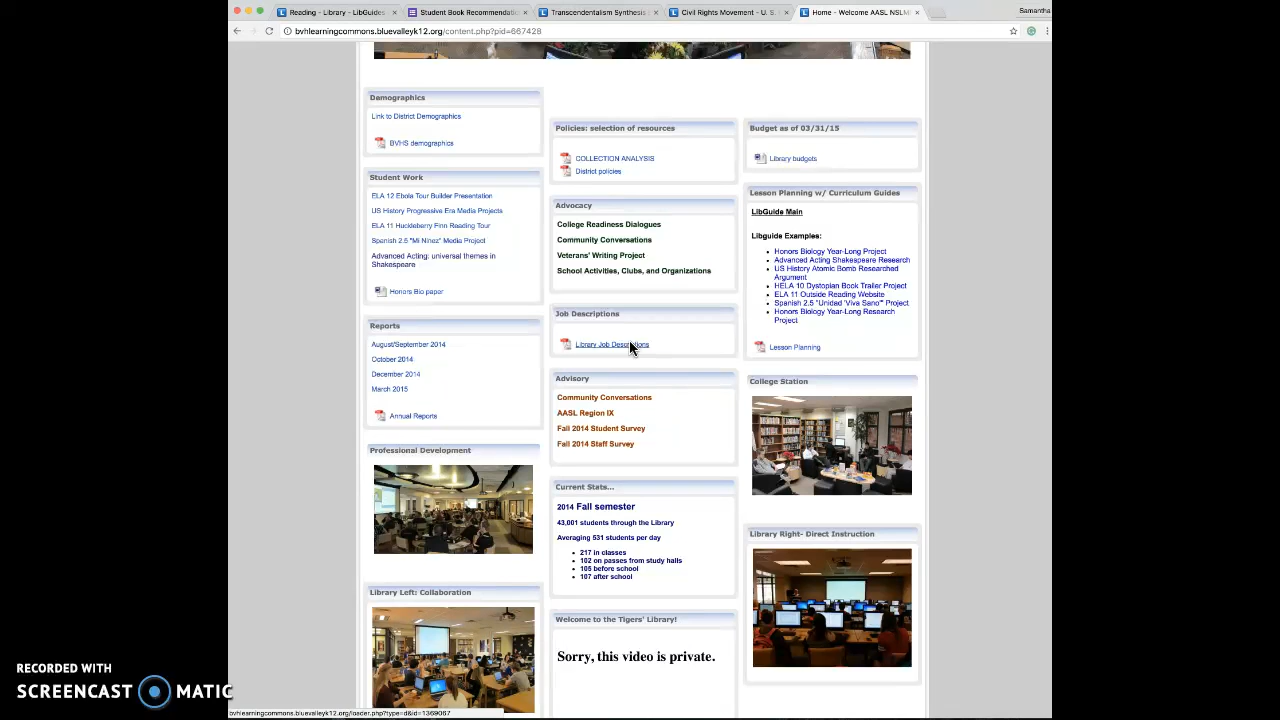 Reading - Library - LibGuides
Student Book Recommendation
Transcendentalism Synthesis
Civil Rights Movement - U. S.
Home - Welcome AASL NSLM
Samantha
bvhlearningcommons.bluevalleyk12.org/content.php?pid=667428
Demographics
Link to District Demographics
BVHS demographics
Student Work
ELA 12 Ebola Tour Builder Presentation
US History Progressive Era Media Projects
ELA 11 Huckleberry Finn Reading Tour
Spanish 2.5 "Mi Ninez" Media Project
Advanced Acting: universal themes in
Shakespeare
Honors Bio paper
Reports
August/September 2014
October 2014
December 2014
March 2015
Annual Reports
Professional Development
Library Left: Collaboration
Policies: selection of resources
COLLECTION ANALYSIS
District policies
Advocacy
College Readiness Dialogues
Community Conversations
Veterans' Writing Project
School Activities, Clubs, and Organizations
Job Descriptions
Library Job Descriptions
Advisory
Community Conversations
AASL Region IX
Fall 2014 Student Survey
Fall 2014 Staff Survey
Current Stats...
2014 Fall semester
43,001 students through the Library
Averaging 531 students per day
217 in classes
102 on passes from study halls
105 before school
107 after school
Welcome to the Tigers' Library!
Sorry, this video is private.
Budget as of 03/31/15
Library budgets
Lesson Planning w/ Curriculum Guides
LibGuide Main
Libguide Examples:
Honors Biology Year-Long Project
Advanced Acting Shakespeare Research
US History Atomic Bomb Researched
Argument
HELA 10 Dystopian Book Trailer Project
ELA 11 Outside Reading Website
Spanish 2.5 "Unidad 'Viva Sano'" Project
Honors Biology Year-Long Research
Project
Lesson Planning
College Station
Library Right- Direct Instruction
RECORDED WITH
SCREENCAST MATIC
bvhlearningcommons.bluevalleyk12.org/loader.php?type=d&id=1369067